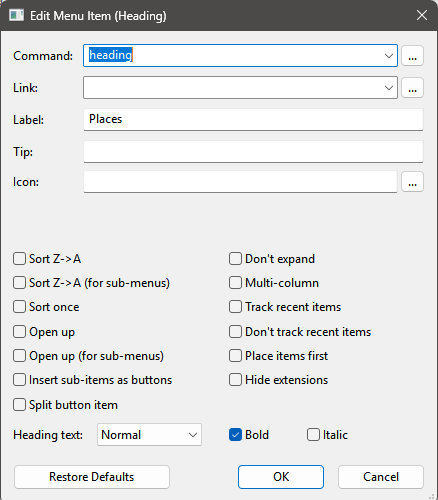 Edit Menu Item (Heading)
Command: heading ...
Link: ...
Label: Places
Tip:
Icon: ...
Sort Z->A Don't expand
Sort Z->A (for sub-menus) Multi-column
Sort once Track recent items
Open up Don't track recent items
Open up (for sub-menus) Place items first
Insert sub-items as buttons Hide extensions
Split button item
Heading text: Normal Bold Italic
Restore Defaults OK Cancel